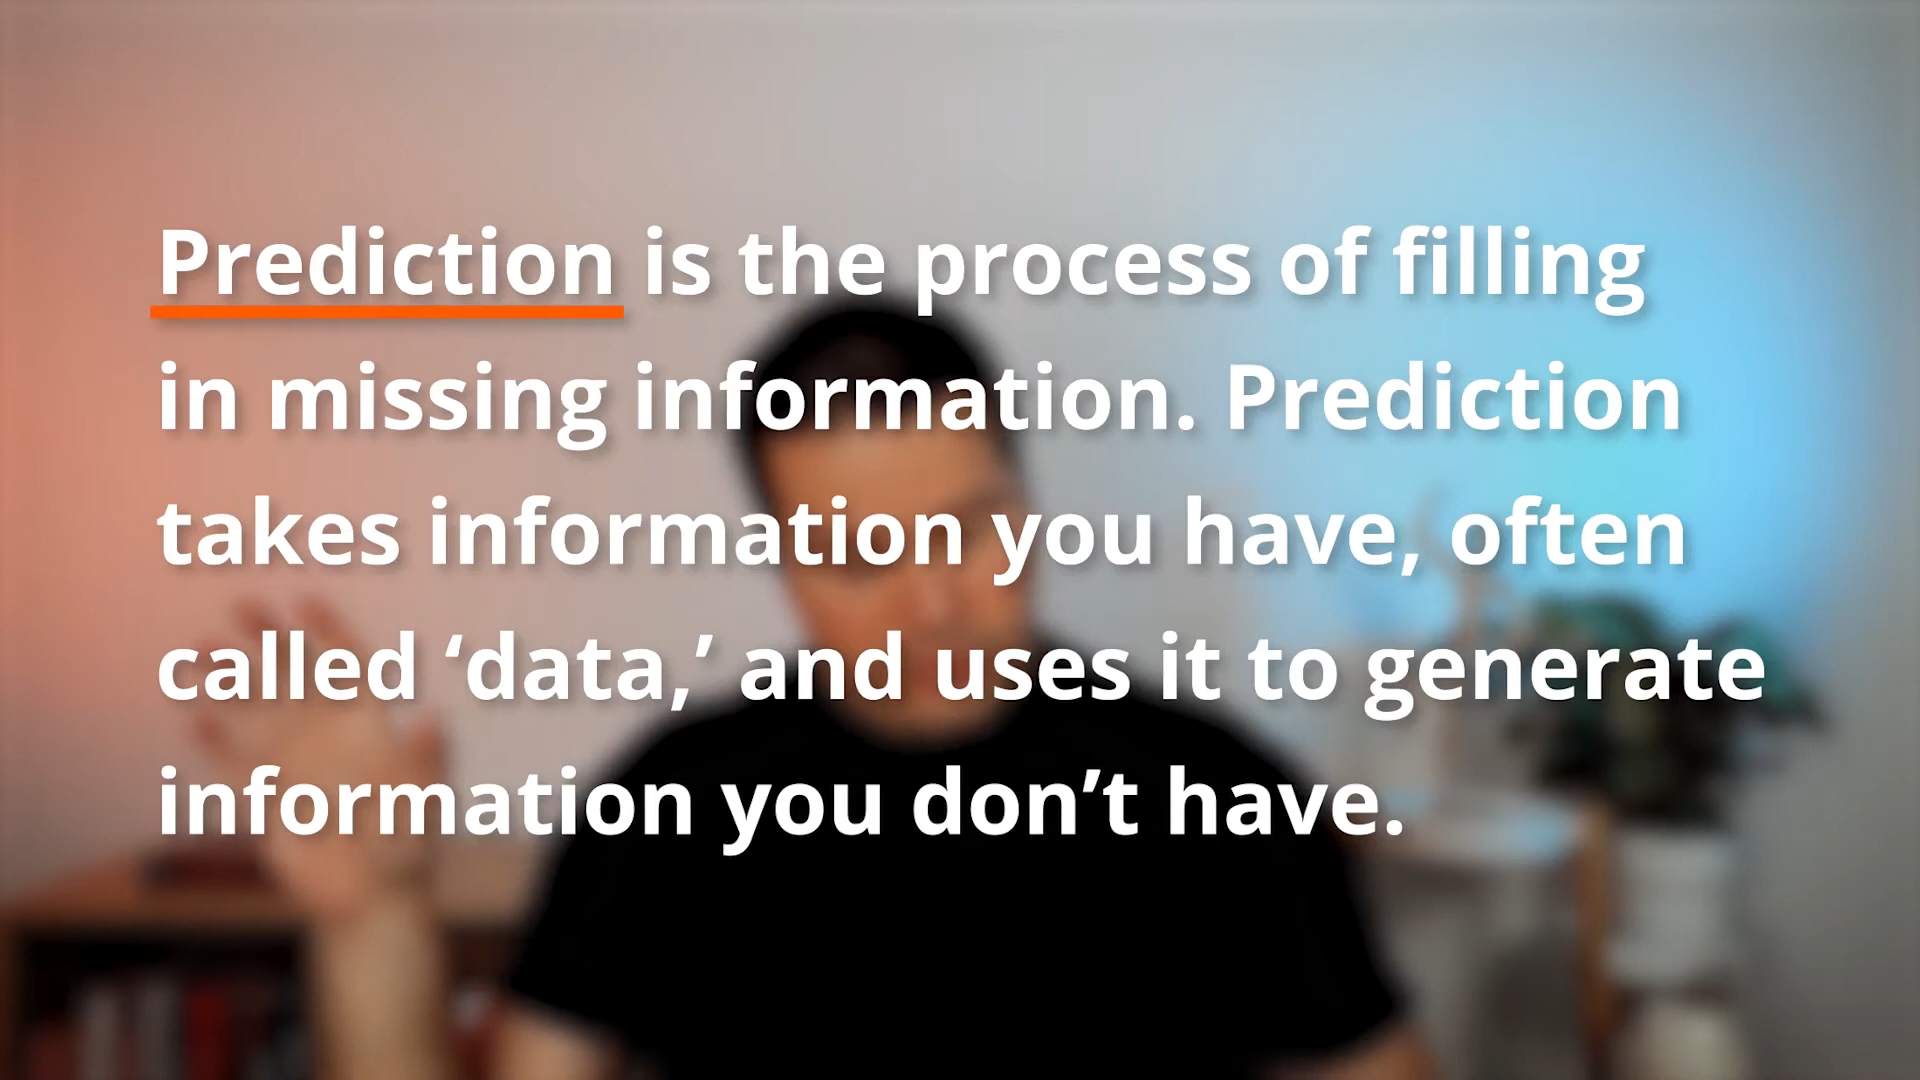 Prediction is the process of filling
in missing information. Prediction
takes information you have, often
called ‘data,’ and uses it to generate
information you don’t have.